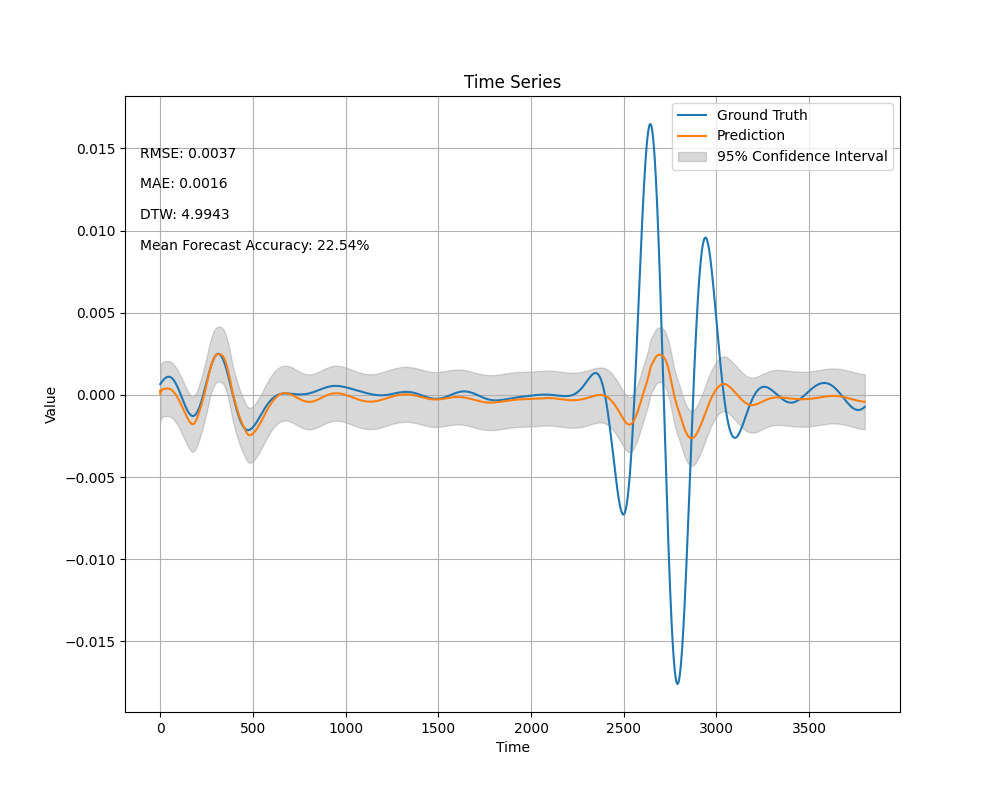 Time Series
Ground Truth
Prediction
95% Confidence Interval
RMSE: 0.0037
MAE: 0.0016
DTW: 4.9943
Mean Forecast Accuracy: 22.54%
Value
0.015
0.010
0.005
0.000
−0.005
−0.010
−0.015
0 500 1000 1500 2000 2500 3000 3500
Time